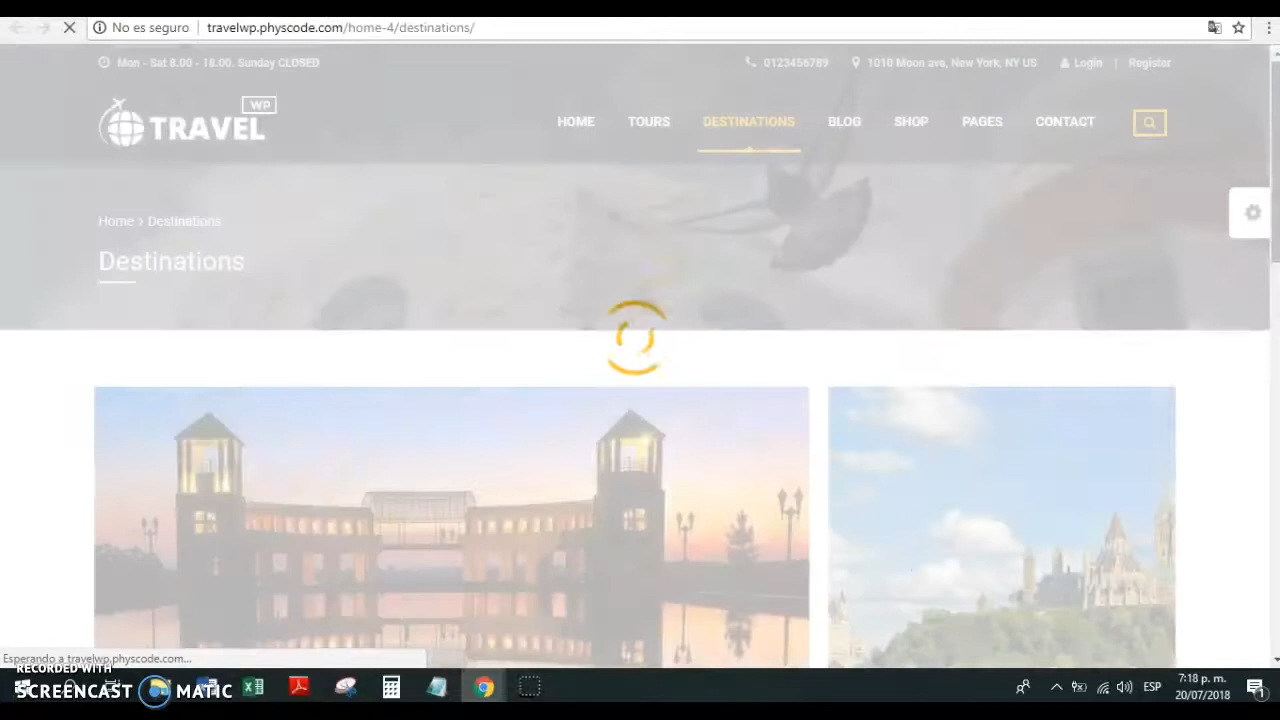 No es seguro travelwp.physcode.com/home-4/destinations/
Mon - Sat 8.00 - 18.00. Sunday CLOSED
0123456789 1010 Moon ave, New York, NY US Login | Register
WP
TRAVEL
HOME TOURS DESTINATIONS BLOG SHOP PAGES CONTACT
Home > Destinations
Destinations
Esperando a travelwp.physcode.com...
RECORDED WITH
SCREENCAST MATIC
ESP
7:18 p. m.
20/07/2018
1